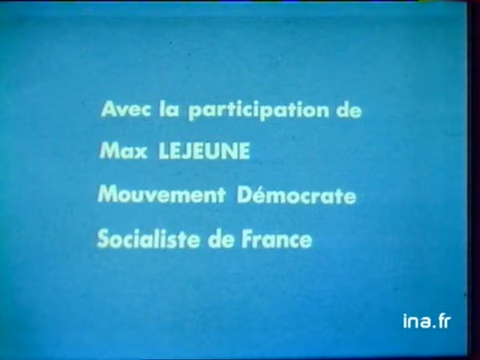 Avec la participation de
Max LEJEUNE
Mouvement Démocrate
Socialiste de France
ina.fr